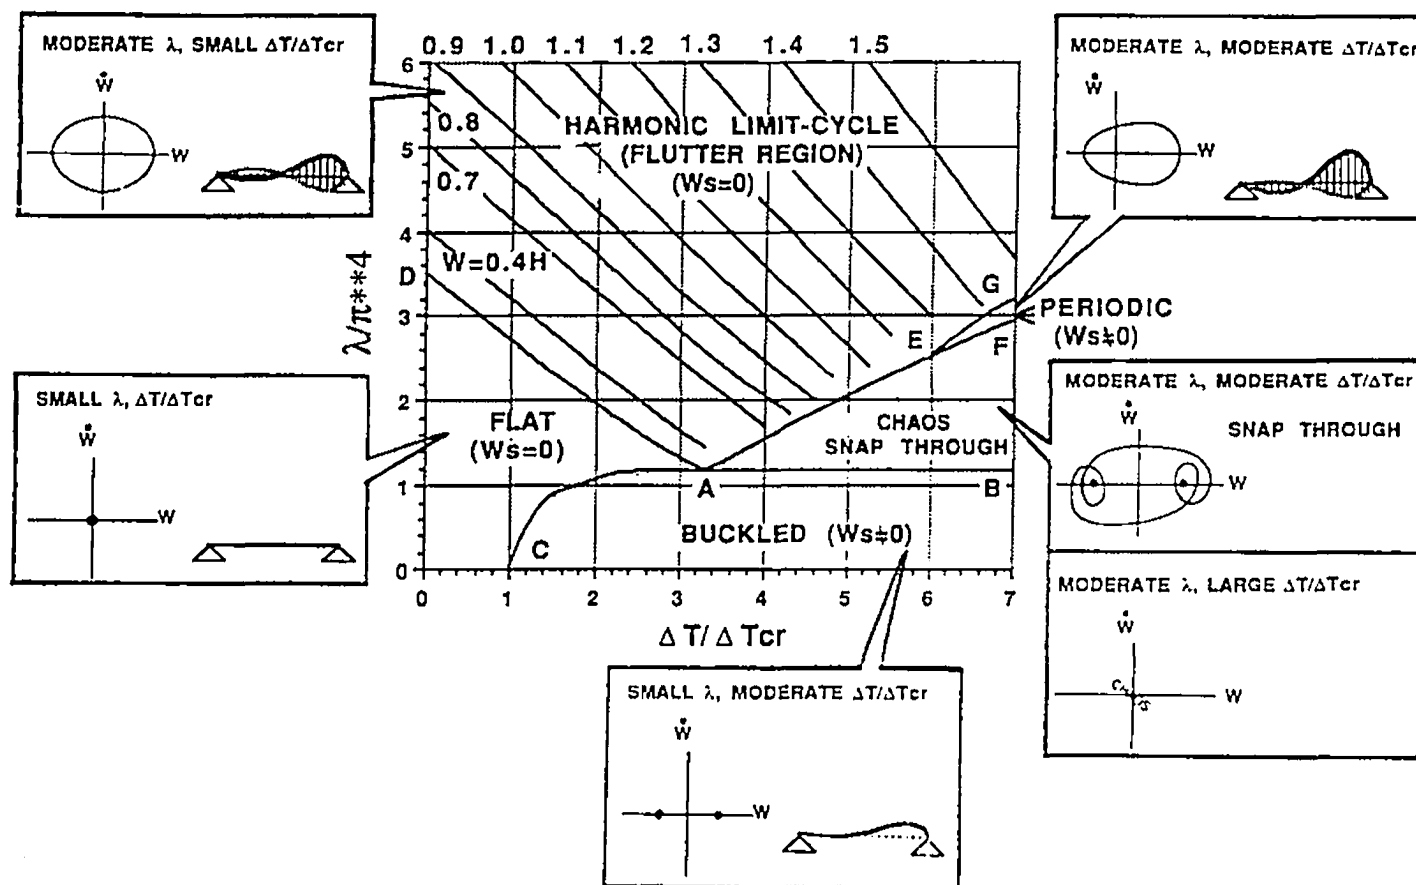 MODERATE λ, SMALL ΔT/ΔTcr
Ẇ
W
0.9 1.0 1.1 1.2 1.3 1.4 1.5
MODERATE λ, MODERATE ΔT/ΔTcr
Ẇ
W
6
5
4
3
2
1
0
λ/π**4
0.8
0.7
W=0.4H
D
HARMONIC LIMIT-CYCLE
(FLUTTER REGION)
(Ws=0)
G
E
F
PERIODIC
(Ws≠0)
SMALL λ, ΔT/ΔTcr
Ẇ
W
FLAT
(Ws=0)
CHAOS
SNAP THROUGH
A
B
C
BUCKLED (Ws≠0)
0 1 2 3 4 5 6 7
ΔT/ΔTcr
MODERATE λ, MODERATE ΔT/ΔTcr
Ẇ
SNAP THROUGH
W
MODERATE λ, LARGE ΔT/ΔTcr
Ẇ
W
SMALL λ, MODERATE ΔT/ΔTcr
Ẇ
W